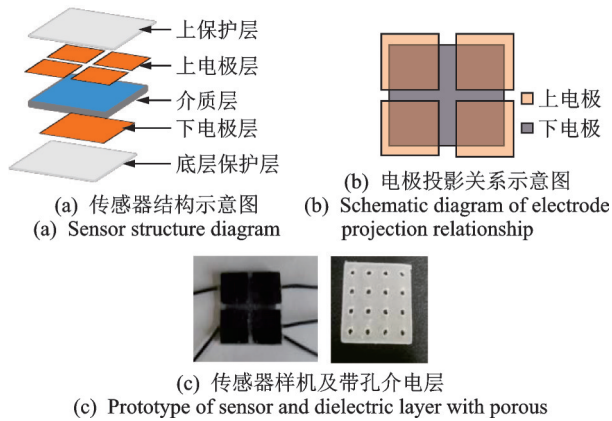 上保护层
上电极层
介质层
下电极层
底层保护层
(a) 传感器结构示意图
(a) Sensor structure diagram
上电极
下电极
(b) 电极投影关系示意图
(b) Schematic diagram of electrode
projection relationship
(c) 传感器样机及带孔介电层
(c) Prototype of sensor and dielectric layer with porous